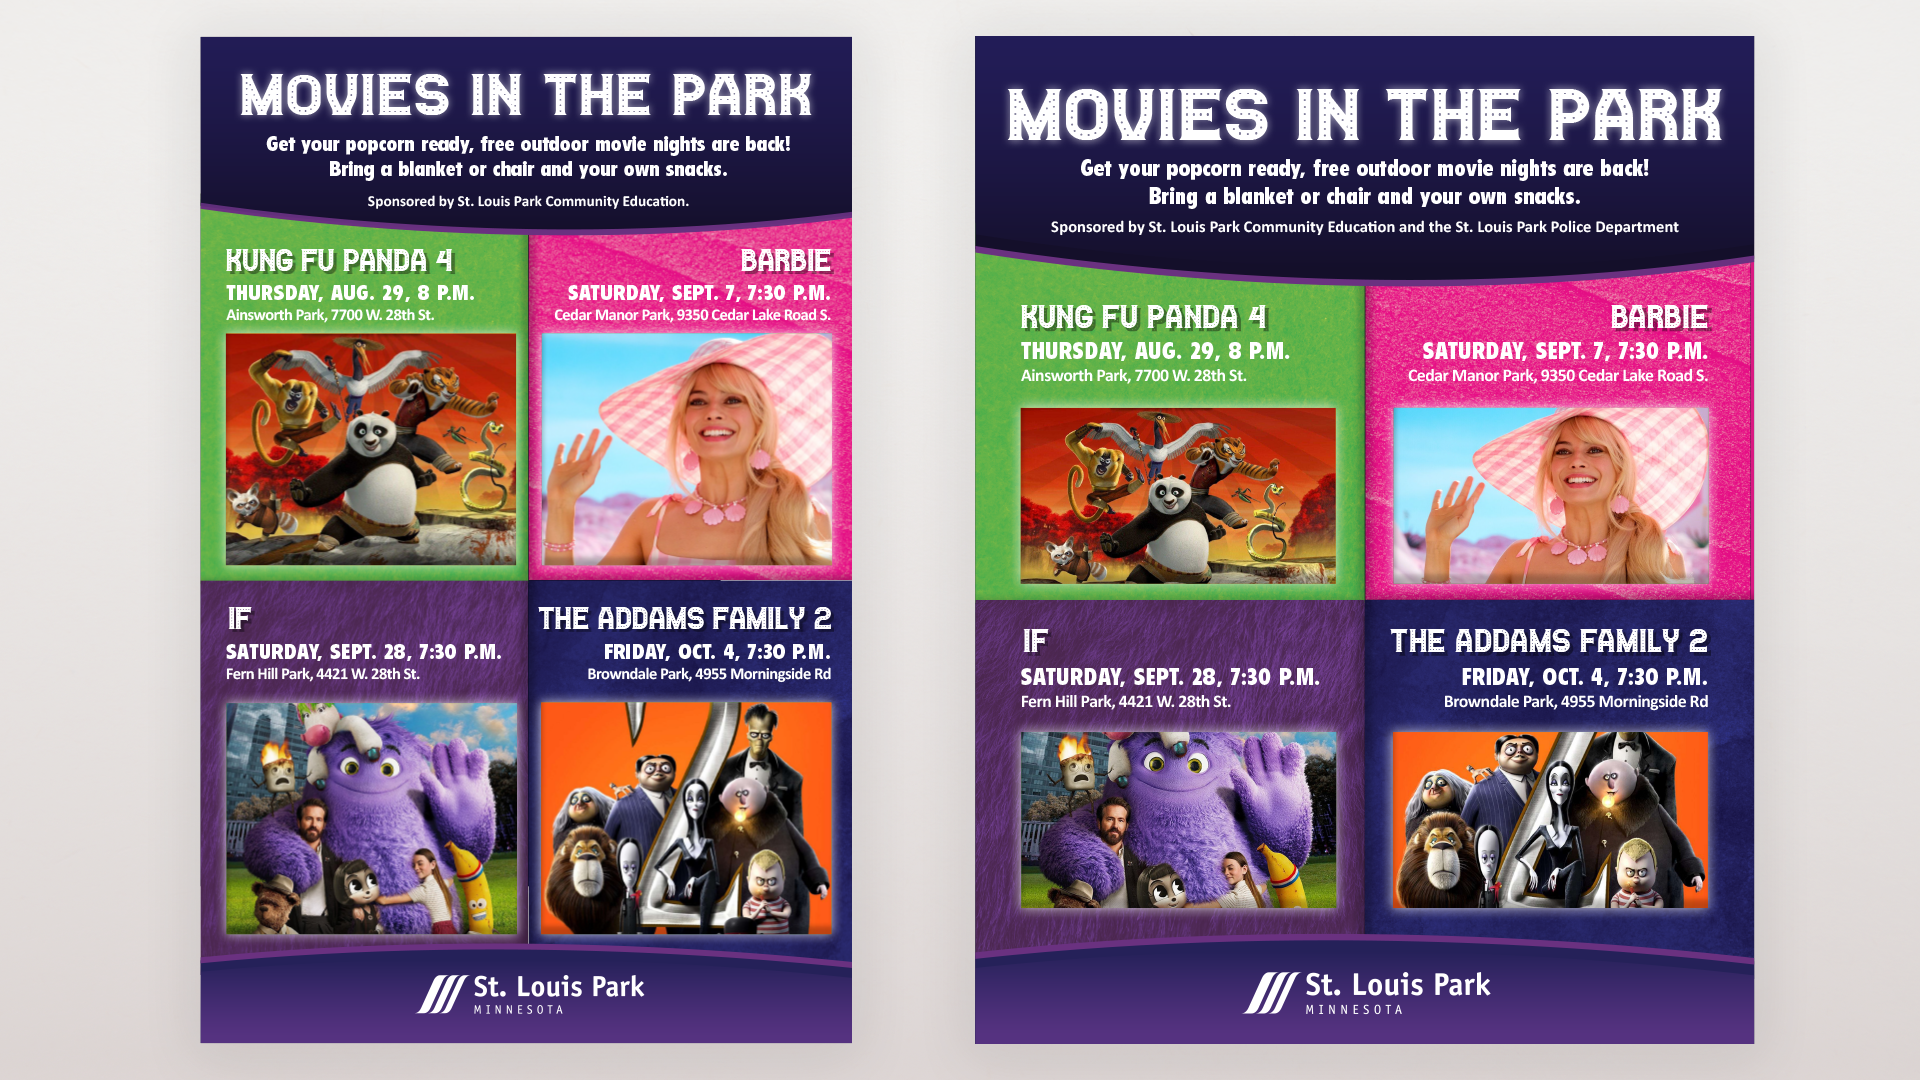 MOVIES IN THE PARK
Get your popcorn ready, free outdoor movie nights are back!
Bring a blanket or chair and your own snacks.
Sponsored by St. Louis Park Community Education.
KUNG FU PANDA 4
THURSDAY, AUG. 29, 8 P.M.
Ainsworth Park, 7700 W. 28th St.
BARBIE
SATURDAY, SEPT. 7, 7:30 P.M.
Cedar Manor Park, 9350 Cedar Lake Road S.
IF
SATURDAY, SEPT. 28, 7:30 P.M.
Fern Hill Park, 4421 W. 28th St.
THE ADDAMS FAMILY 2
FRIDAY, OCT. 4, 7:30 P.M.
Browndale Park, 4955 Morningside Rd
St. Louis Park
MINNESOTA
MOVIES IN THE PARK
Get your popcorn ready, free outdoor movie nights are back!
Bring a blanket or chair and your own snacks.
Sponsored by St. Louis Park Community Education and the St. Louis Park Police Department
KUNG FU PANDA 4
THURSDAY, AUG. 29, 8 P.M.
Ainsworth Park, 7700 W. 28th St.
BARBIE
SATURDAY, SEPT. 7, 7:30 P.M.
Cedar Manor Park, 9350 Cedar Lake Road S.
IF
SATURDAY, SEPT. 28, 7:30 P.M.
Fern Hill Park, 4421 W. 28th St.
THE ADDAMS FAMILY 2
FRIDAY, OCT. 4, 7:30 P.M.
Browndale Park, 4955 Morningside Rd
St. Louis Park
MINNESOTA